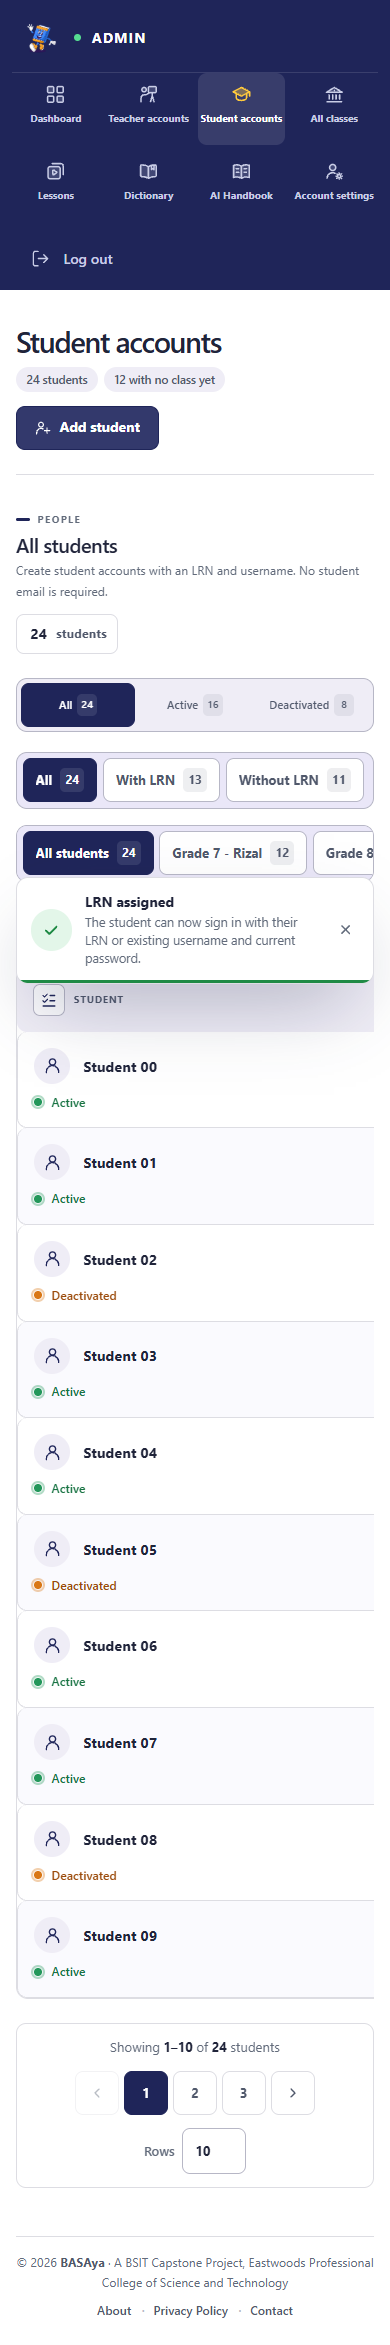 ADMIN
Dashboard
Teacher accounts
Student accounts
All classes
Lessons
Dictionary
AI Handbook
Account settings
Log out
Student accounts
24 students
12 with no class yet
Add student
PEOPLE
All students
Create student accounts with an LRN and username. No student
email is required.
24 students
All 24
Active 16
Deactivated 8
All 24
With LRN 13
Without LRN 11
All students 24
Grade 7 - Rizal 12
Grade 8
LRN assigned
The student can now sign in with their
LRN or existing username and current
password.
STUDENT
Student 00
Active
Student 01
Active
Student 02
Deactivated
Student 03
Active
Student 04
Active
Student 05
Deactivated
Student 06
Active
Student 07
Active
Student 08
Deactivated
Student 09
Active
Showing 1–10 of 24 students
1
2
3
Rows 10
© 2026 BASAya · A BSIT Capstone Project, Eastwoods Professional
College of Science and Technology
About · Privacy Policy · Contact